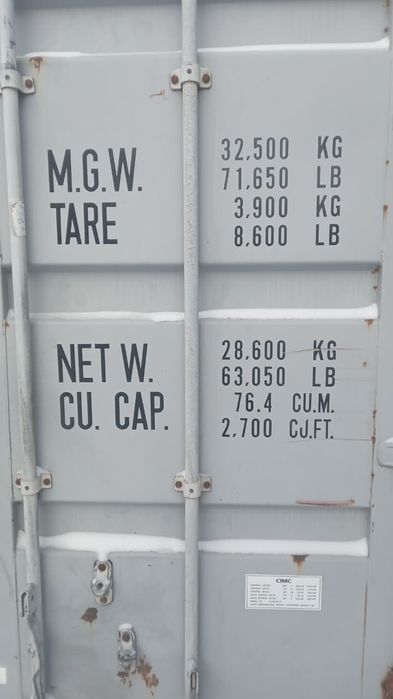 M.G.W. 32,500 KG
71,650 LB
TARE 3,900 KG
8,600 LB
NET W. 28,600 KG
63,050 LB
CU. CAP. 76.4 CU.M.
2,700 CU.FT.
CIMC